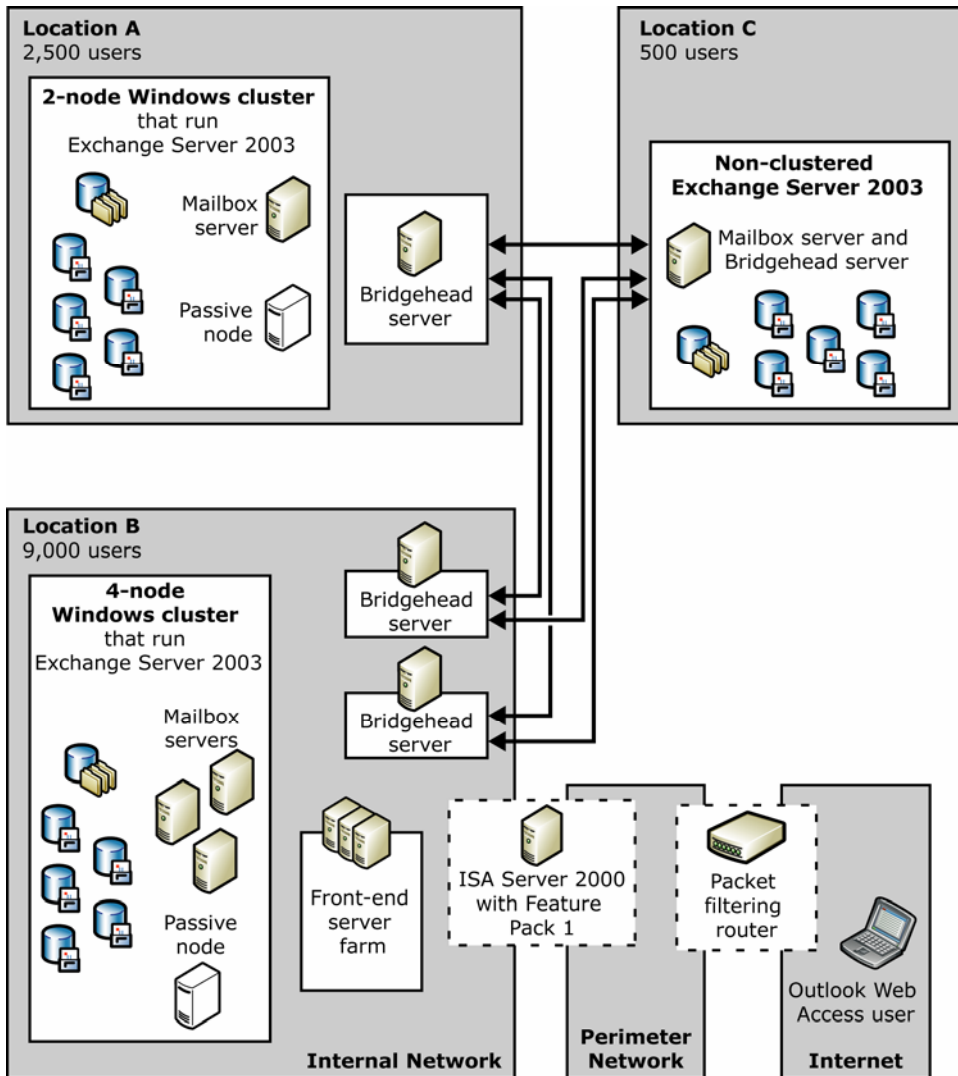 Location A
2,500 users
2-node Windows cluster
that run
Exchange Server 2003
Mailbox
server
Passive
node
Bridgehead
server
Location C
500 users
Non-clustered
Exchange Server 2003
Mailbox server and
Bridgehead server
Location B
9,000 users
4-node
Windows cluster
that run
Exchange Server 2003
Mailbox
servers
Passive
node
Bridgehead
server
Bridgehead
server
Front-end
server
farm
Internal Network
ISA Server 2000
with Feature
Pack 1
Perimeter
Network
Packet
filtering
router
Outlook Web
Access user
Internet